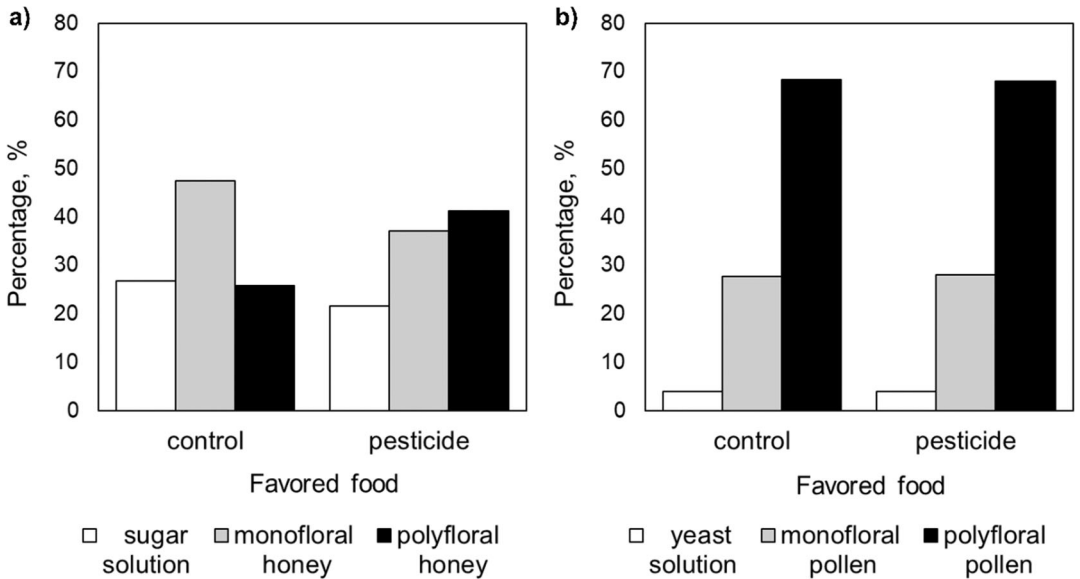 a)
Percentage, %
80
70
60
50
40
30
20
10
0
control pesticide
Favored food
sugar solution
monofloral honey
polyfloral honey
b)
Percentage, %
80
70
60
50
40
30
20
10
0
control pesticide
Favored food
yeast solution
monofloral pollen
polyfloral pollen